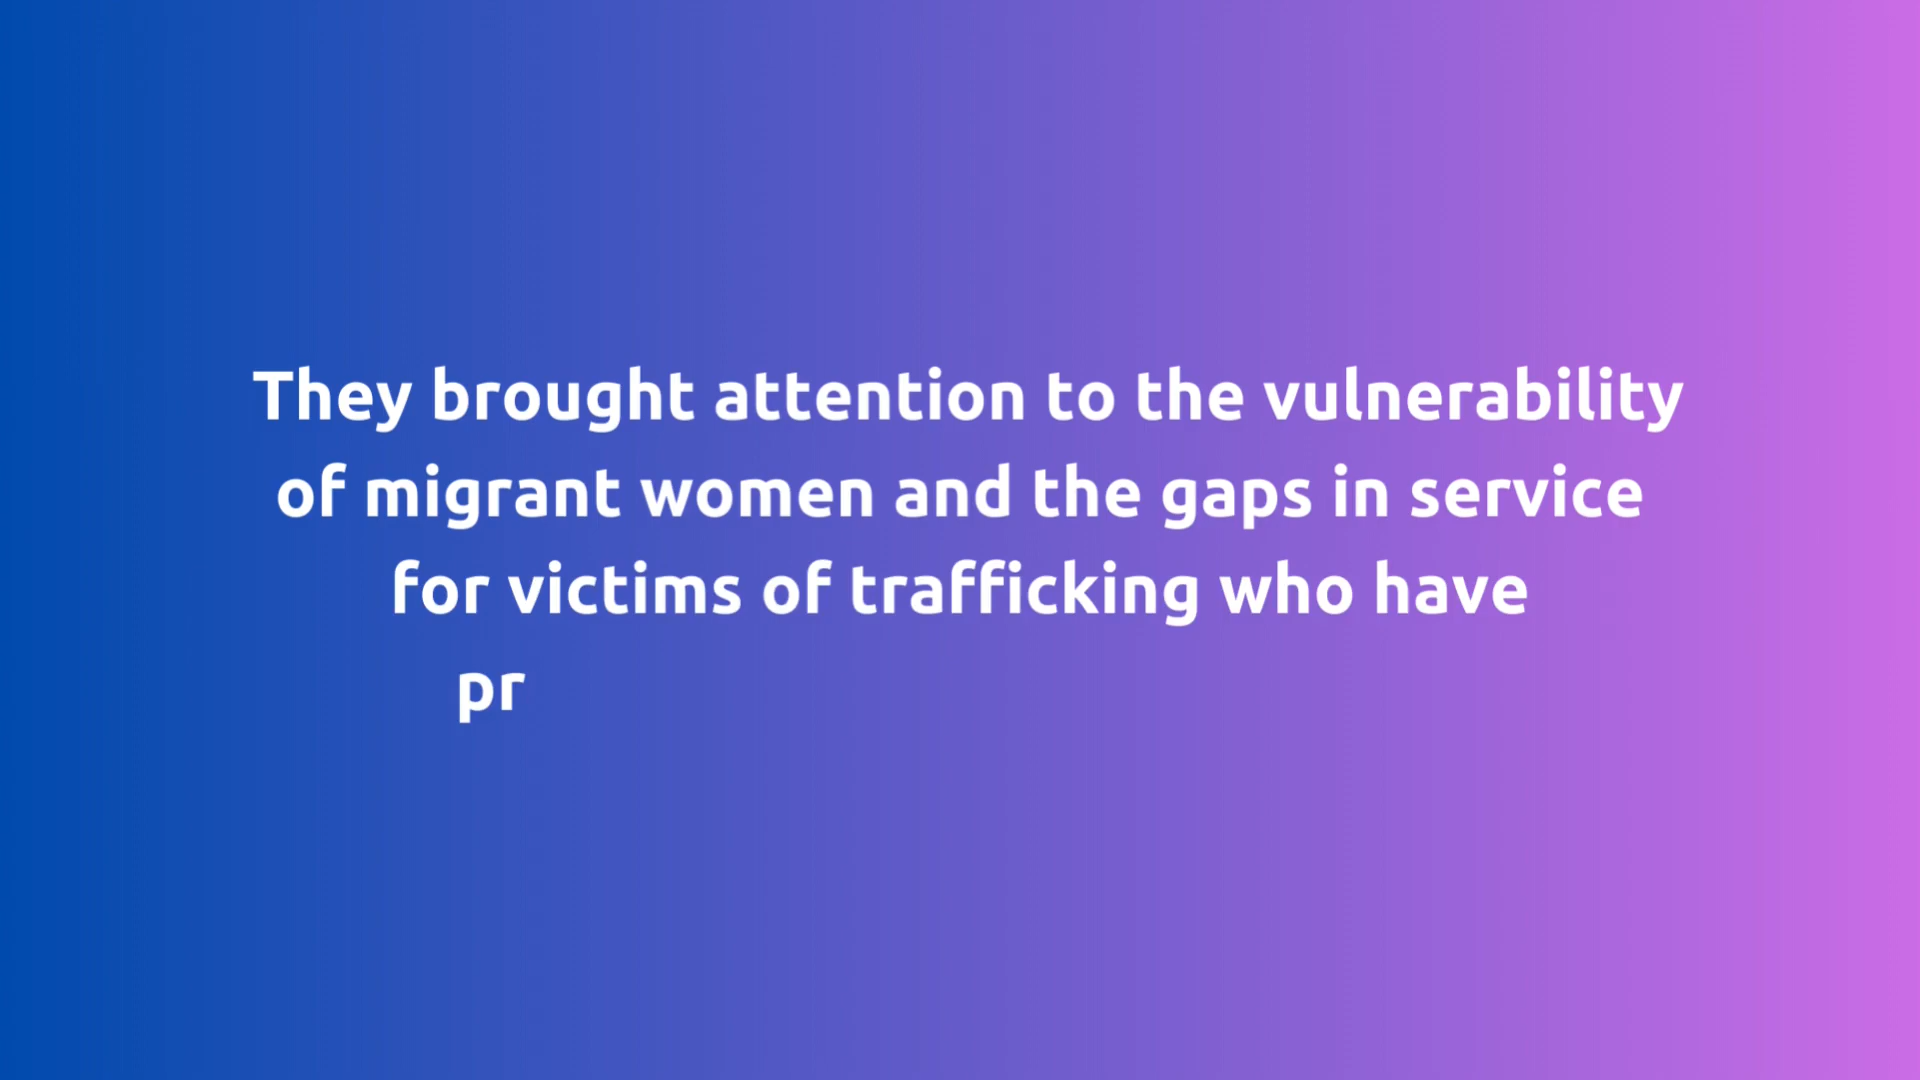 They brought attention to the vulnerability
of migrant women and the gaps in service
for victims of trafficking who have
pr